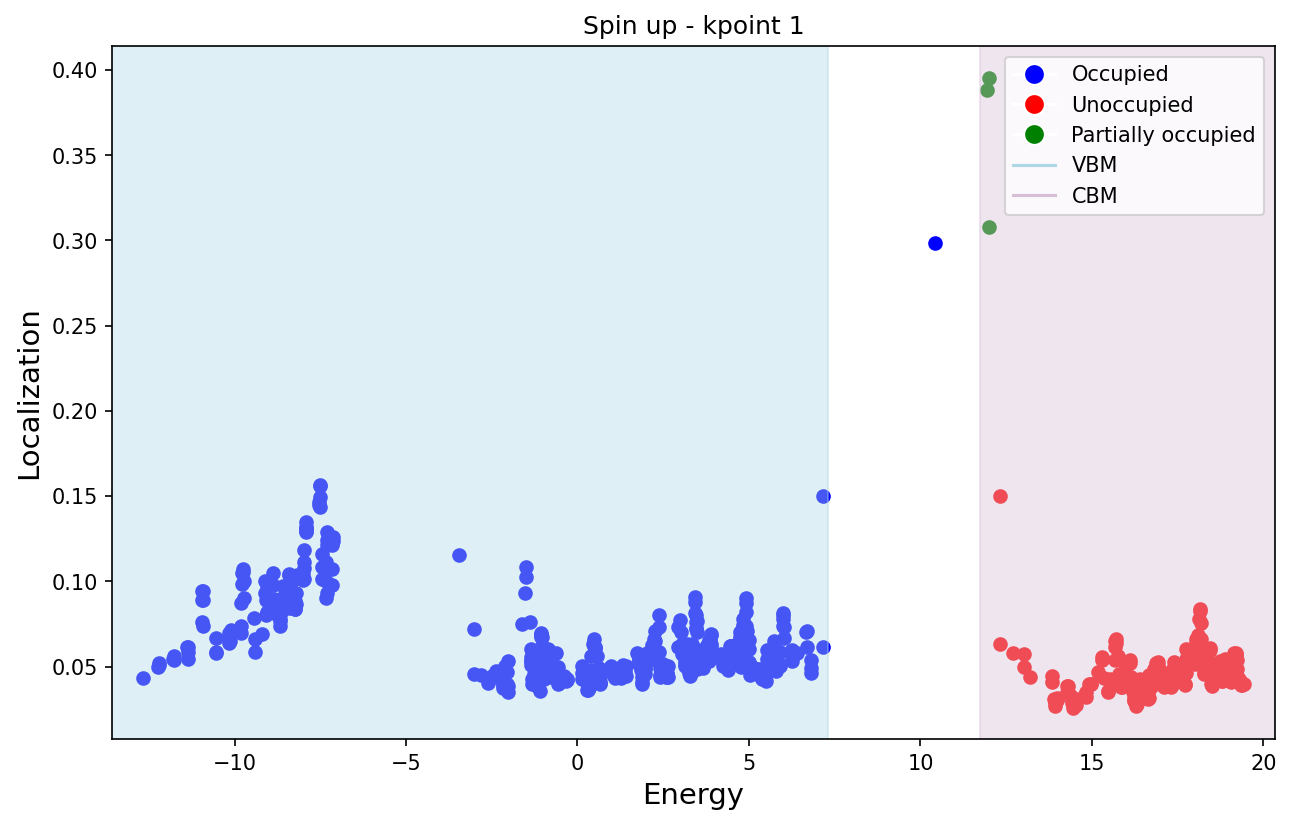 Spin up - kpoint 1
0.40
0.35
0.30
0.25
0.20
0.15
0.10
0.05
Localization
Occupied
Unoccupied
Partially occupied
VBM
CBM
−10
−5
0
5
10
15
20
Energy